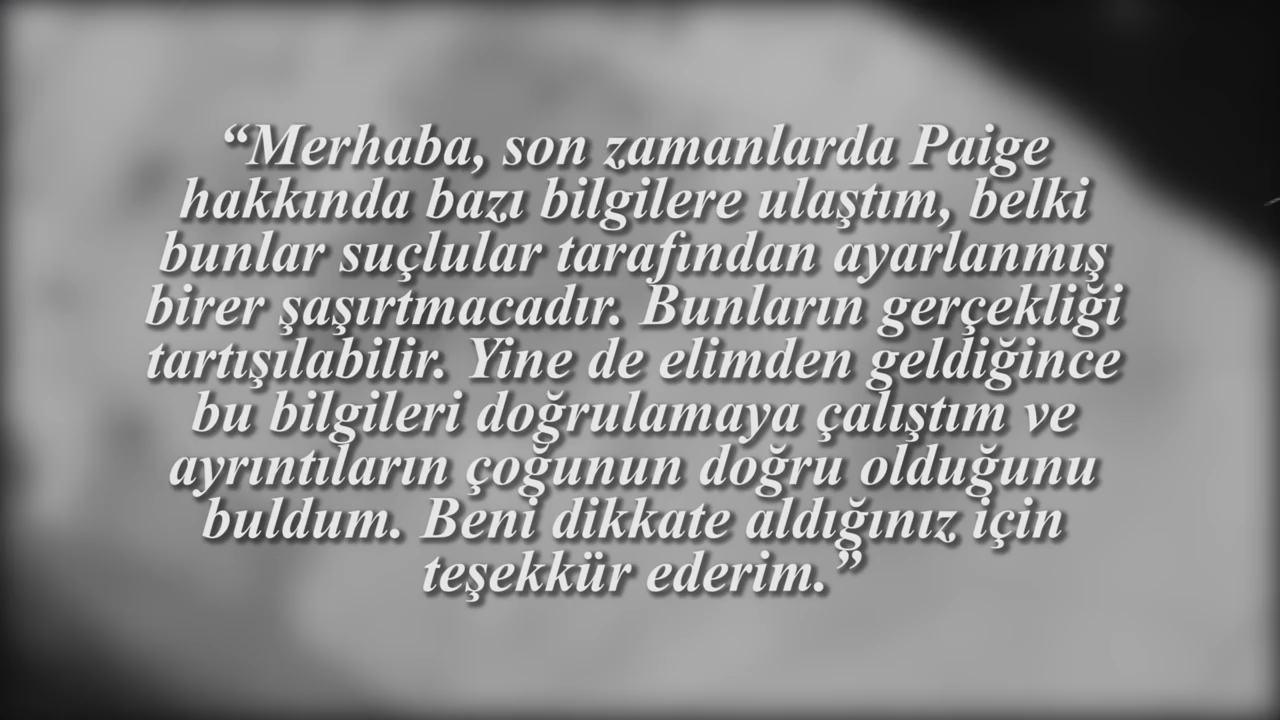 “Merhaba, son zamanlarda Paige
hakkında bazı bilgilere ulaştım, belki
bunlar suçlular tarafından ayarlanmış
birer şaşırtmacadır. Bunların gerçekliği
tartışılabilir. Yine de elimden geldiğince
bu bilgileri doğrulamaya çalıştım ve
ayrıntıların çoğunun doğru olduğunu
buldum. Beni dikkate aldığınız için
teşekkür ederim.”